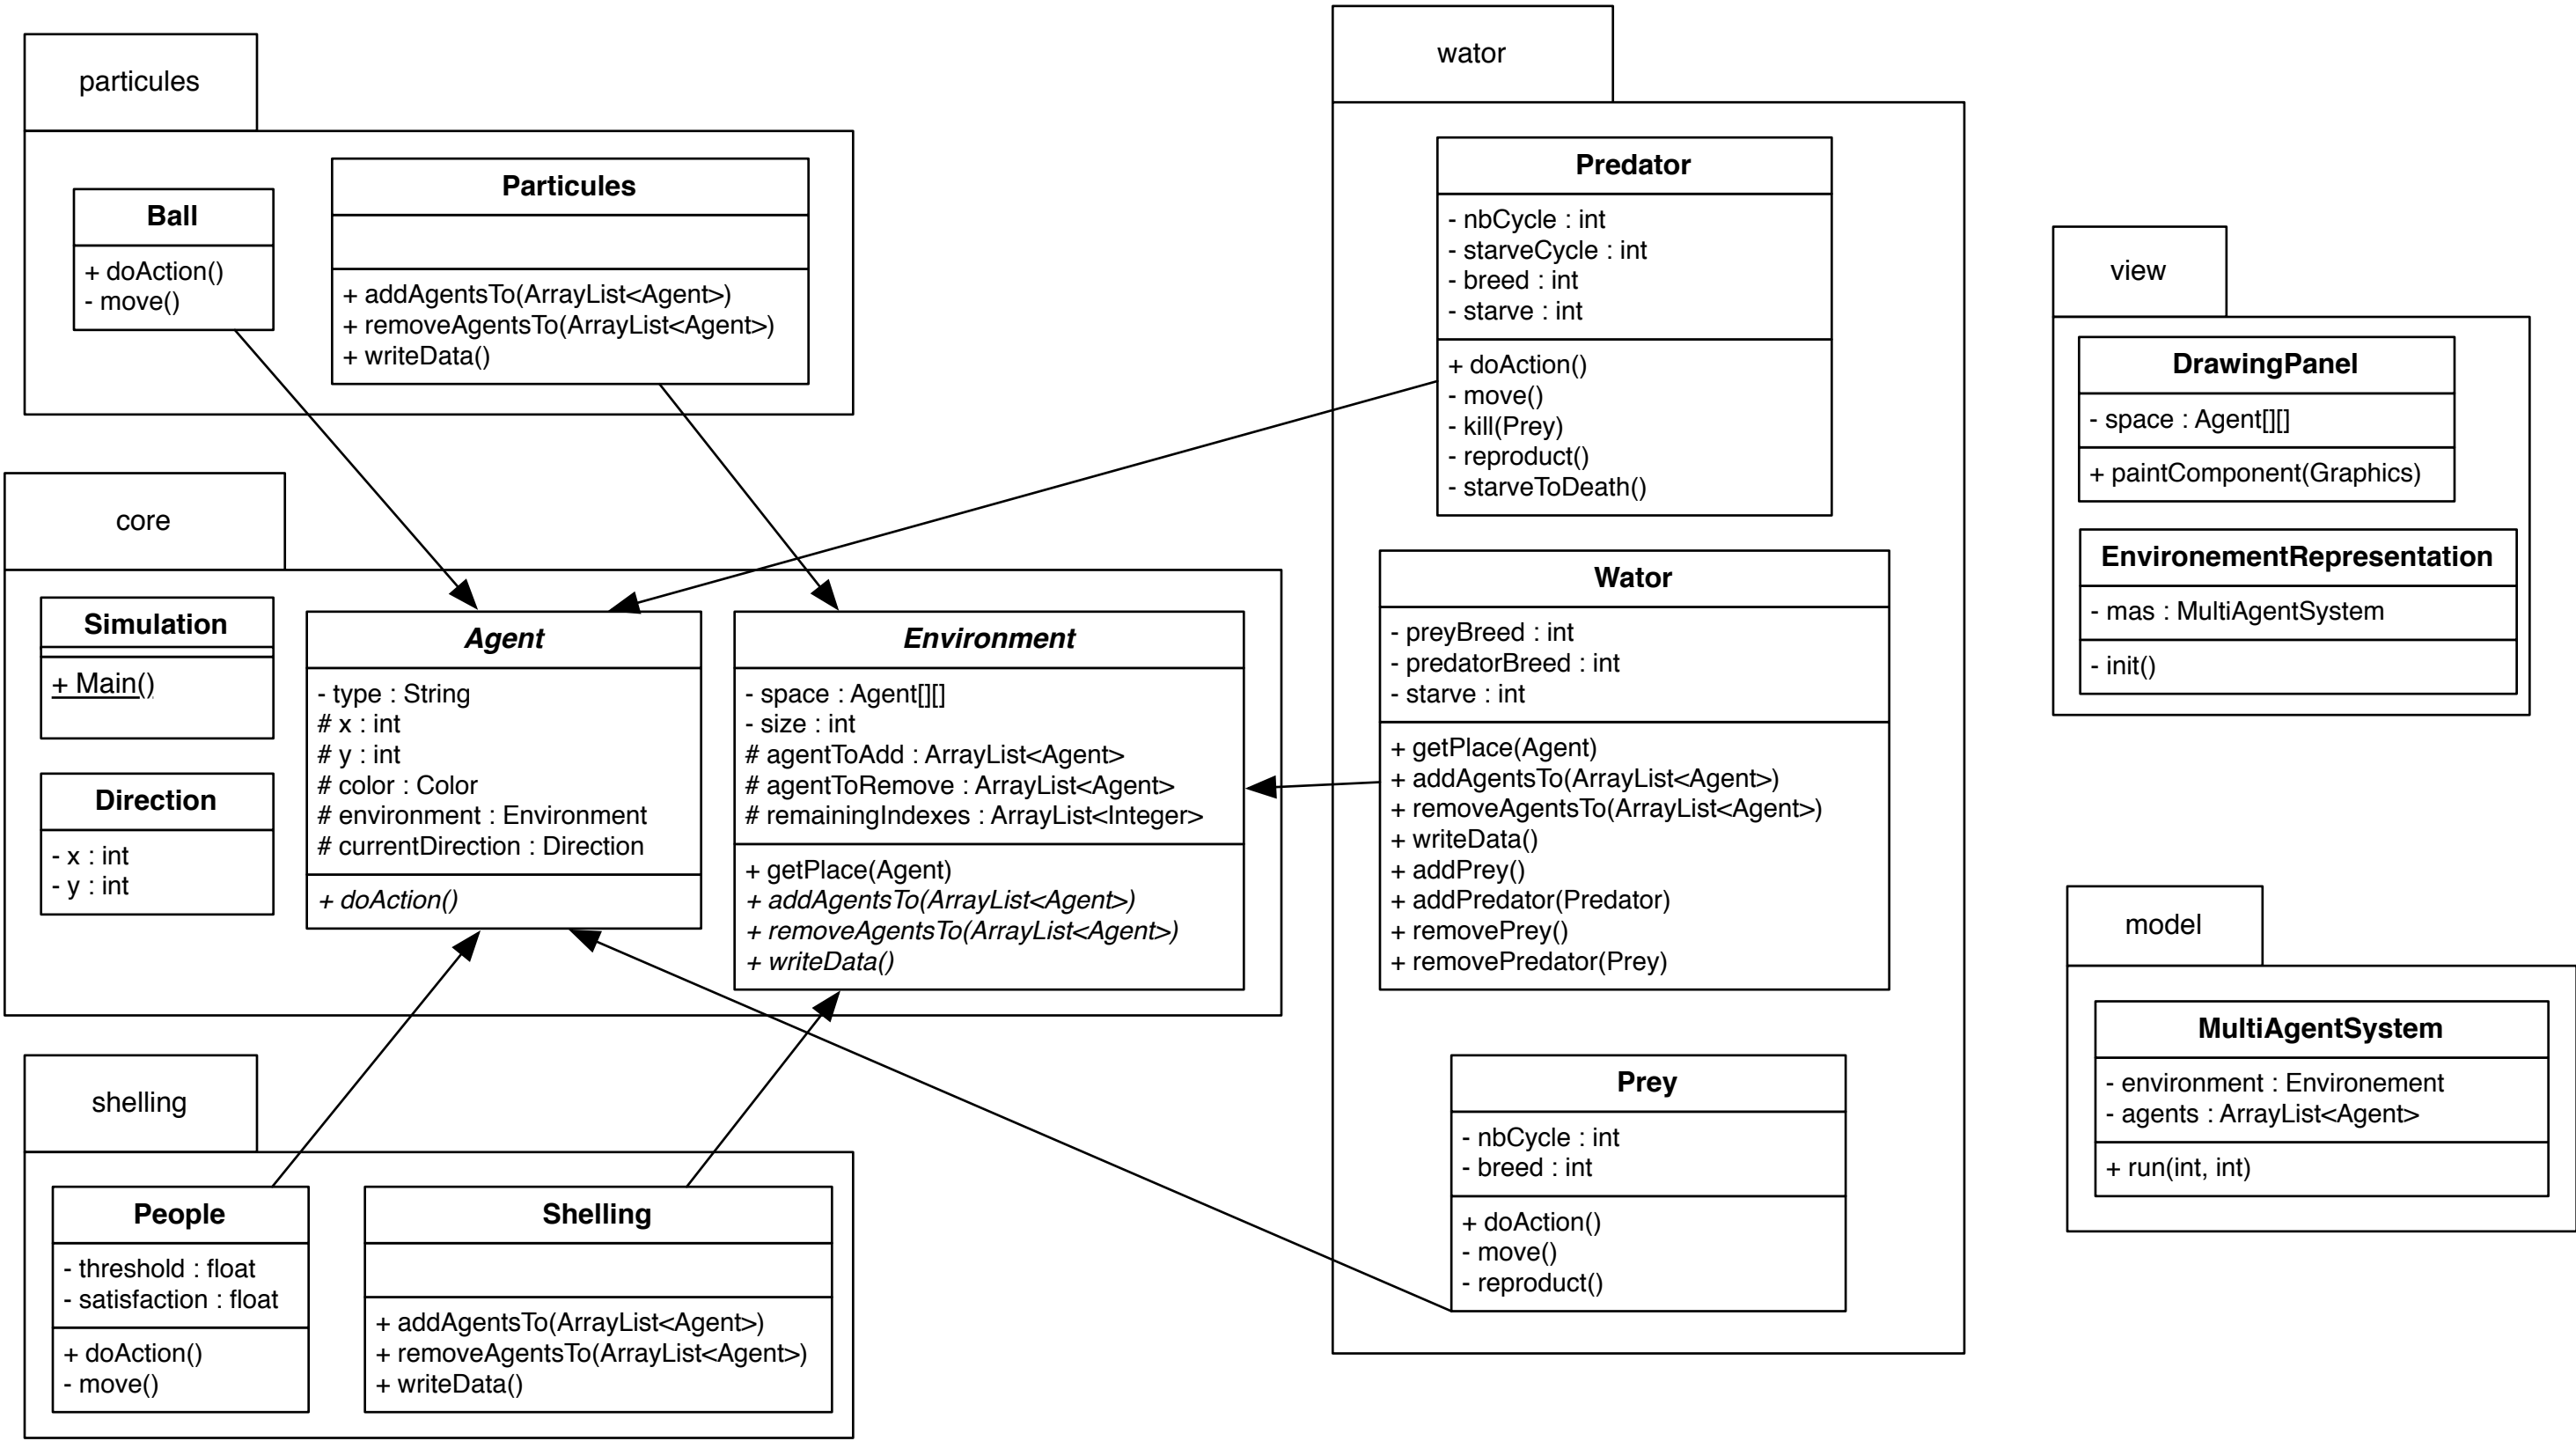 particules
Ball
+ doAction()
- move()
Particules
+ addAgentsTo(ArrayList<Agent>)
+ removeAgentsTo(ArrayList<Agent>)
+ writeData()
core
Simulation
+ Main()
Direction
- x : int
- y : int
Agent
- type : String
# x : int
# y : int
# color : Color
# environment : Environment
# currentDirection : Direction
+ doAction()
Environment
- space : Agent[][]
- size : int
# agentToAdd : ArrayList<Agent>
# agentToRemove : ArrayList<Agent>
# remainingIndexes : ArrayList<Integer>
+ getPlace(Agent)
+ addAgentsTo(ArrayList<Agent>)
+ removeAgentsTo(ArrayList<Agent>)
+ writeData()
shelling
People
- threshold : float
- satisfaction : float
+ doAction()
- move()
Shelling
+ addAgentsTo(ArrayList<Agent>)
+ removeAgentsTo(ArrayList<Agent>)
+ writeData()
wator
Predator
- nbCycle : int
- starveCycle : int
- breed : int
- starve : int
+ doAction()
- move()
- kill(Prey)
- reproduct()
- starveToDeath()
Wator
- preyBreed : int
- predatorBreed : int
- starve : int
+ getPlace(Agent)
+ addAgentsTo(ArrayList<Agent>)
+ removeAgentsTo(ArrayList<Agent>)
+ writeData()
+ addPrey()
+ addPredator(Predator)
+ removePrey()
+ removePredator(Prey)
Prey
- nbCycle : int
- breed : int
+ doAction()
- move()
- reproduct()
view
DrawingPanel
- space : Agent[][]
+ paintComponent(Graphics)
EnvironementRepresentation
- mas : MultiAgentSystem
- init()
model
MultiAgentSystem
- environment : Environement
- agents : ArrayList<Agent>
+ run(int, int)